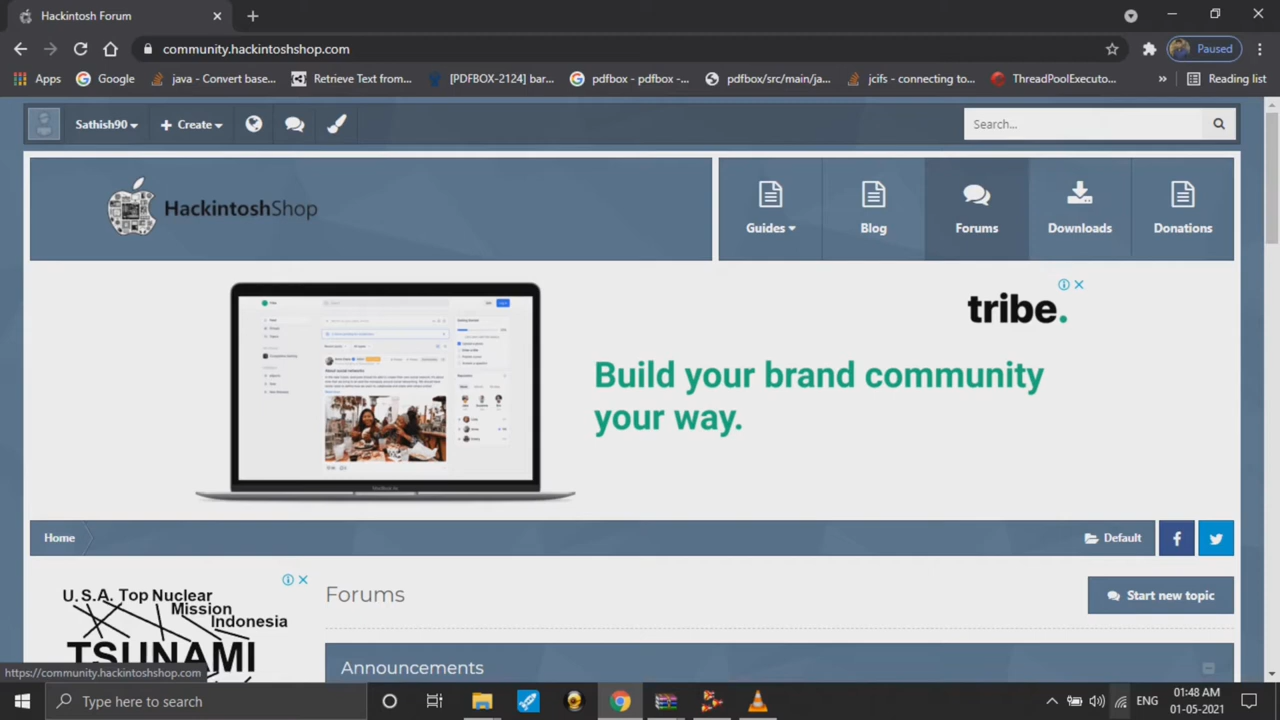 Hackintosh Forum
community.hackintoshshop.com
Paused
Apps
Google
java - Convert base...
Retrieve Text from...
[PDFBOX-2124] bar...
pdfbox - pdfbox -...
pdfbox/src/main/ja...
jcifs - connecting to...
ThreadPoolExecuto...
»
Reading list
Sathish90
+ Create
Search...
HackintoshShop
Guides
Blog
Forums
Downloads
Donations
tribe.
Build your brand community
your way.
Home
Default
U.S.A. Top Nuclear
Mission
Indonesia
TSUNAMI
Forums
Start new topic
Announcements
https://community.hackintoshshop.com
Type here to search
ENG
01:48 AM
01-05-2021